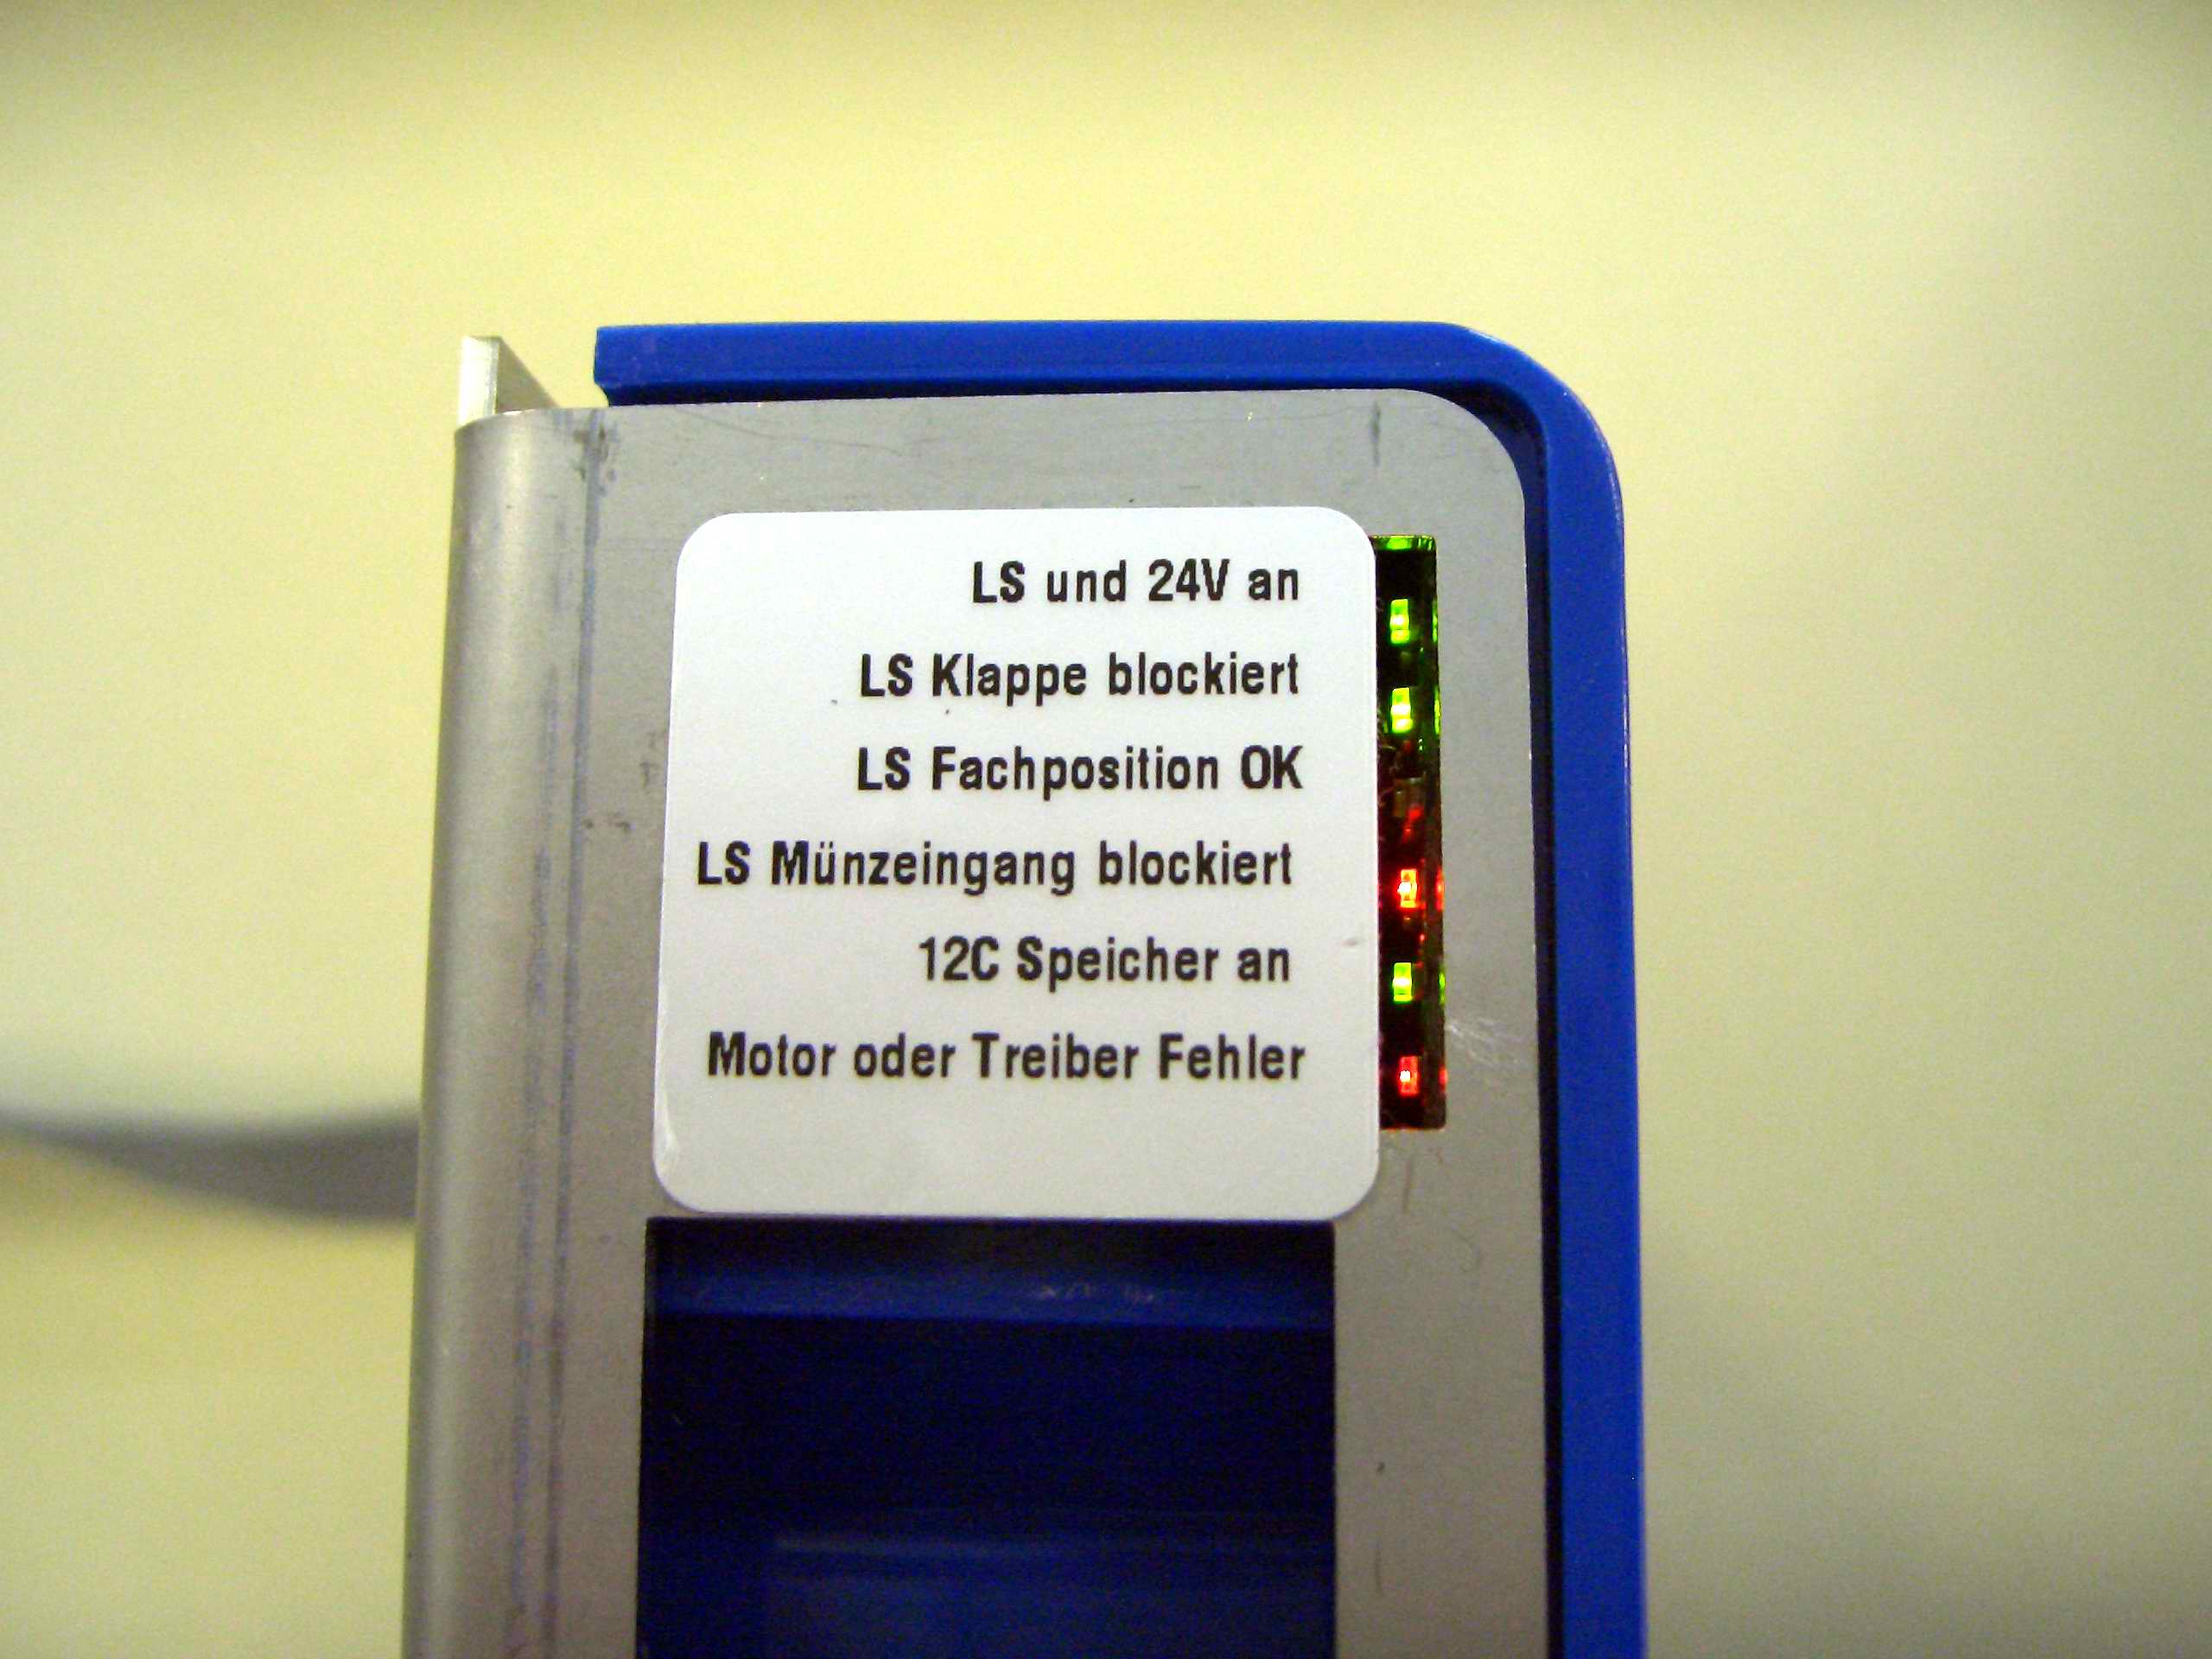 LS und 24V an
LS Klappe blockiert
LS Fachposition OK
LS Münzeingang blockiert
12C Speicher an
Motor oder Treiber Fehler